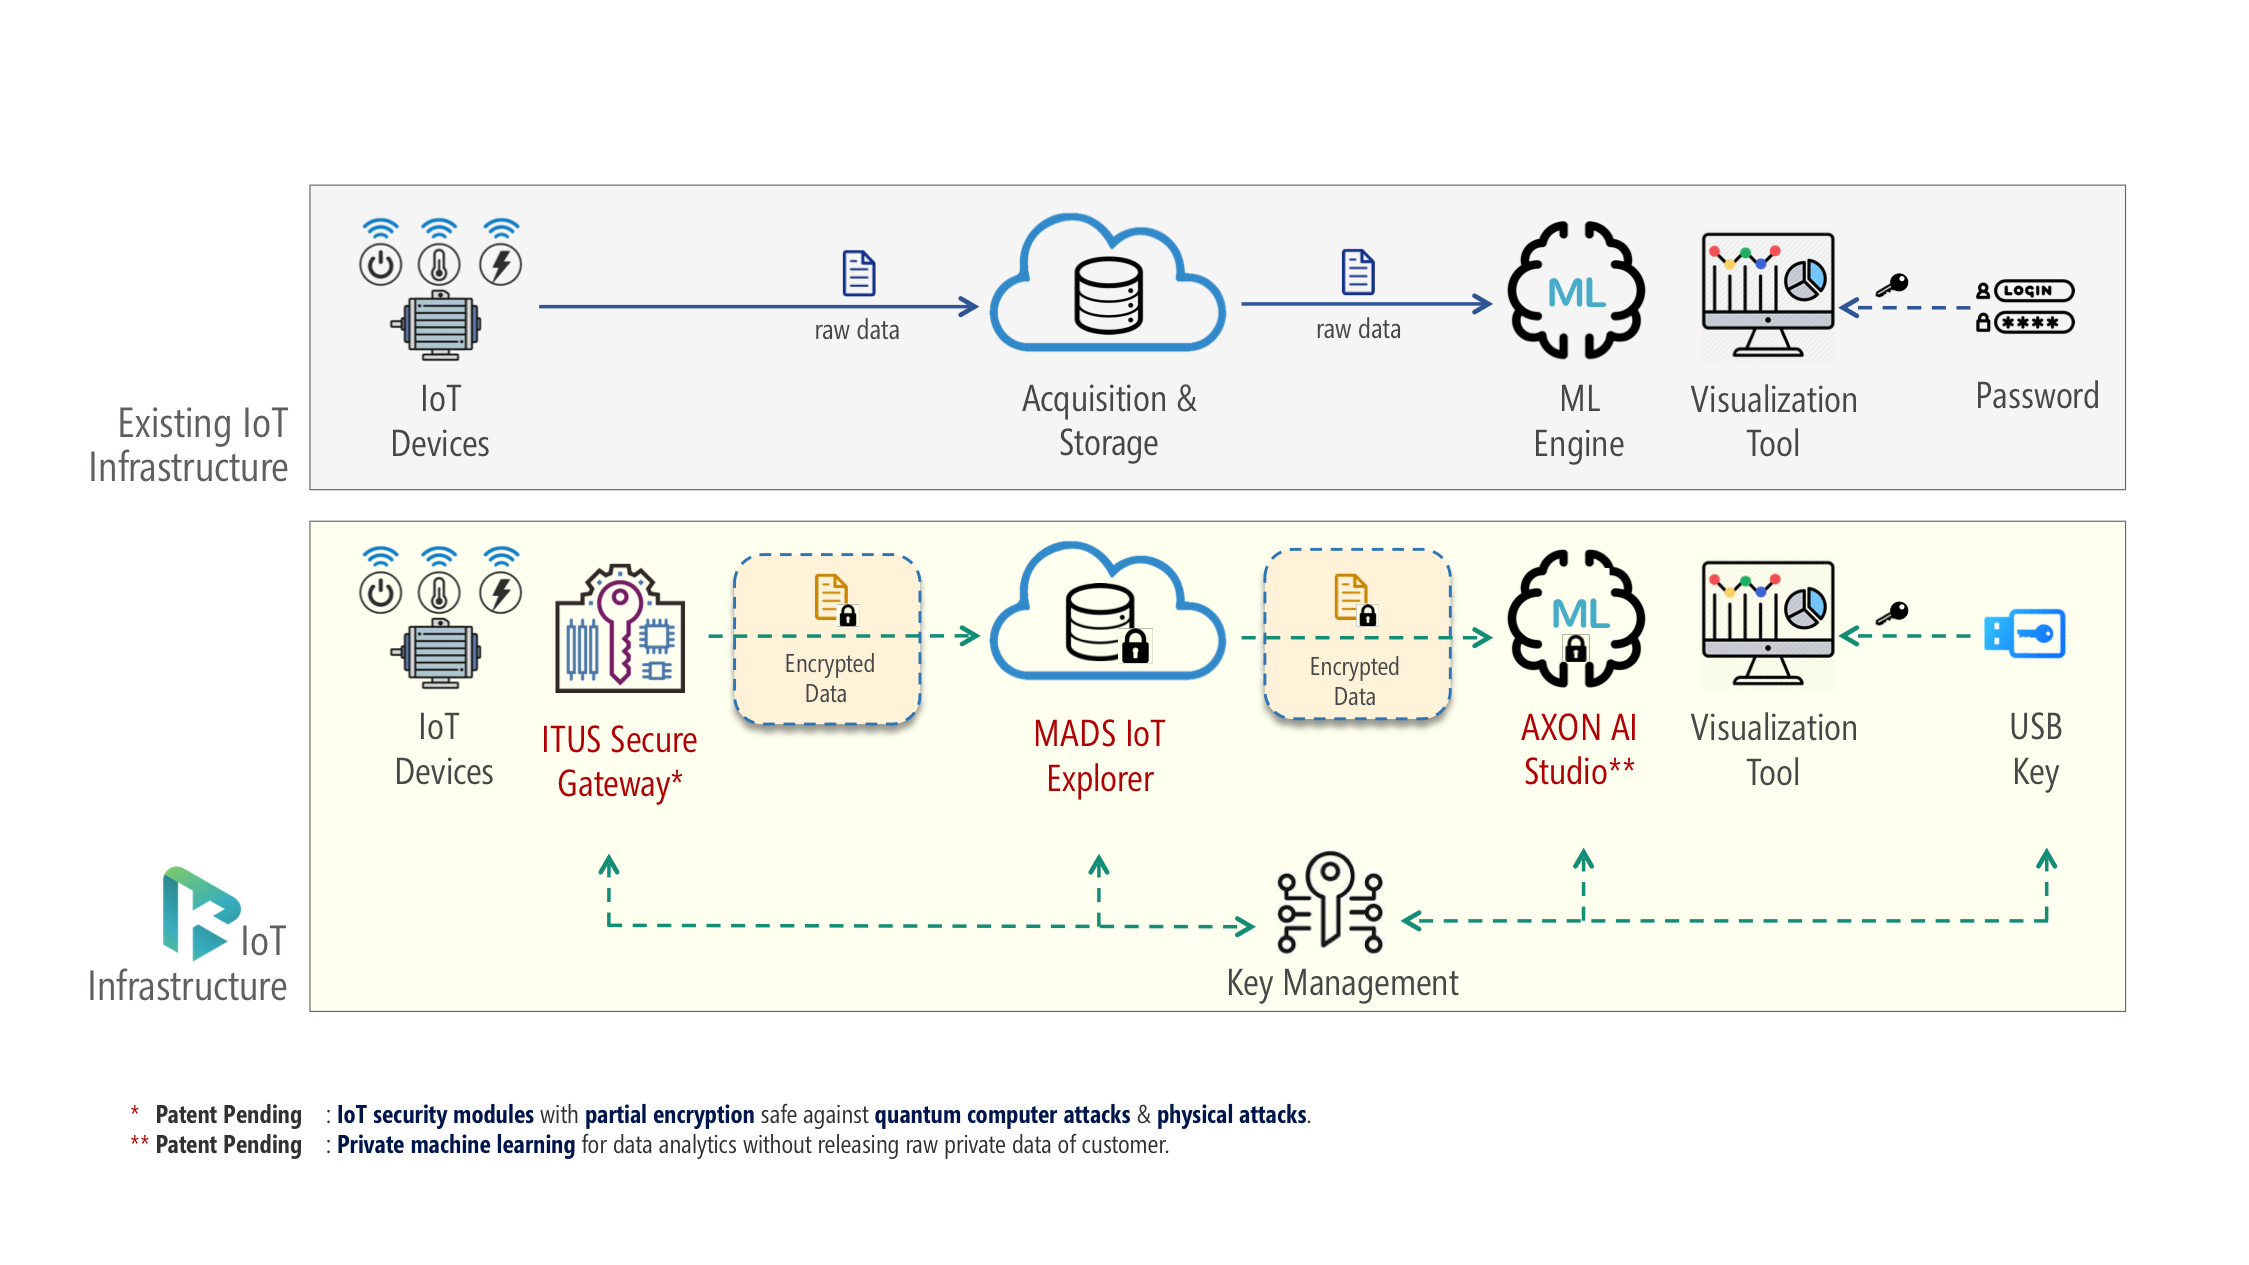 LOGIN
****
ML
raw data
raw data
IoT
Devices
Acquisition &
Storage
ML
Engine
Visualization
Tool
Password
Existing IoT
Infrastructure
ML
Encrypted
Data
Encrypted
Data
IoT
Devices
ITUS Secure
Gateway*
MADS IoT
Explorer
AXON AI
Studio**
Visualization
Tool
USB
Key
IoT
Infrastructure
Key Management
* Patent Pending : IoT security modules with partial encryption safe against quantum computer attacks & physical attacks.
** Patent Pending : Private machine learning for data analytics without releasing raw private data of customer.